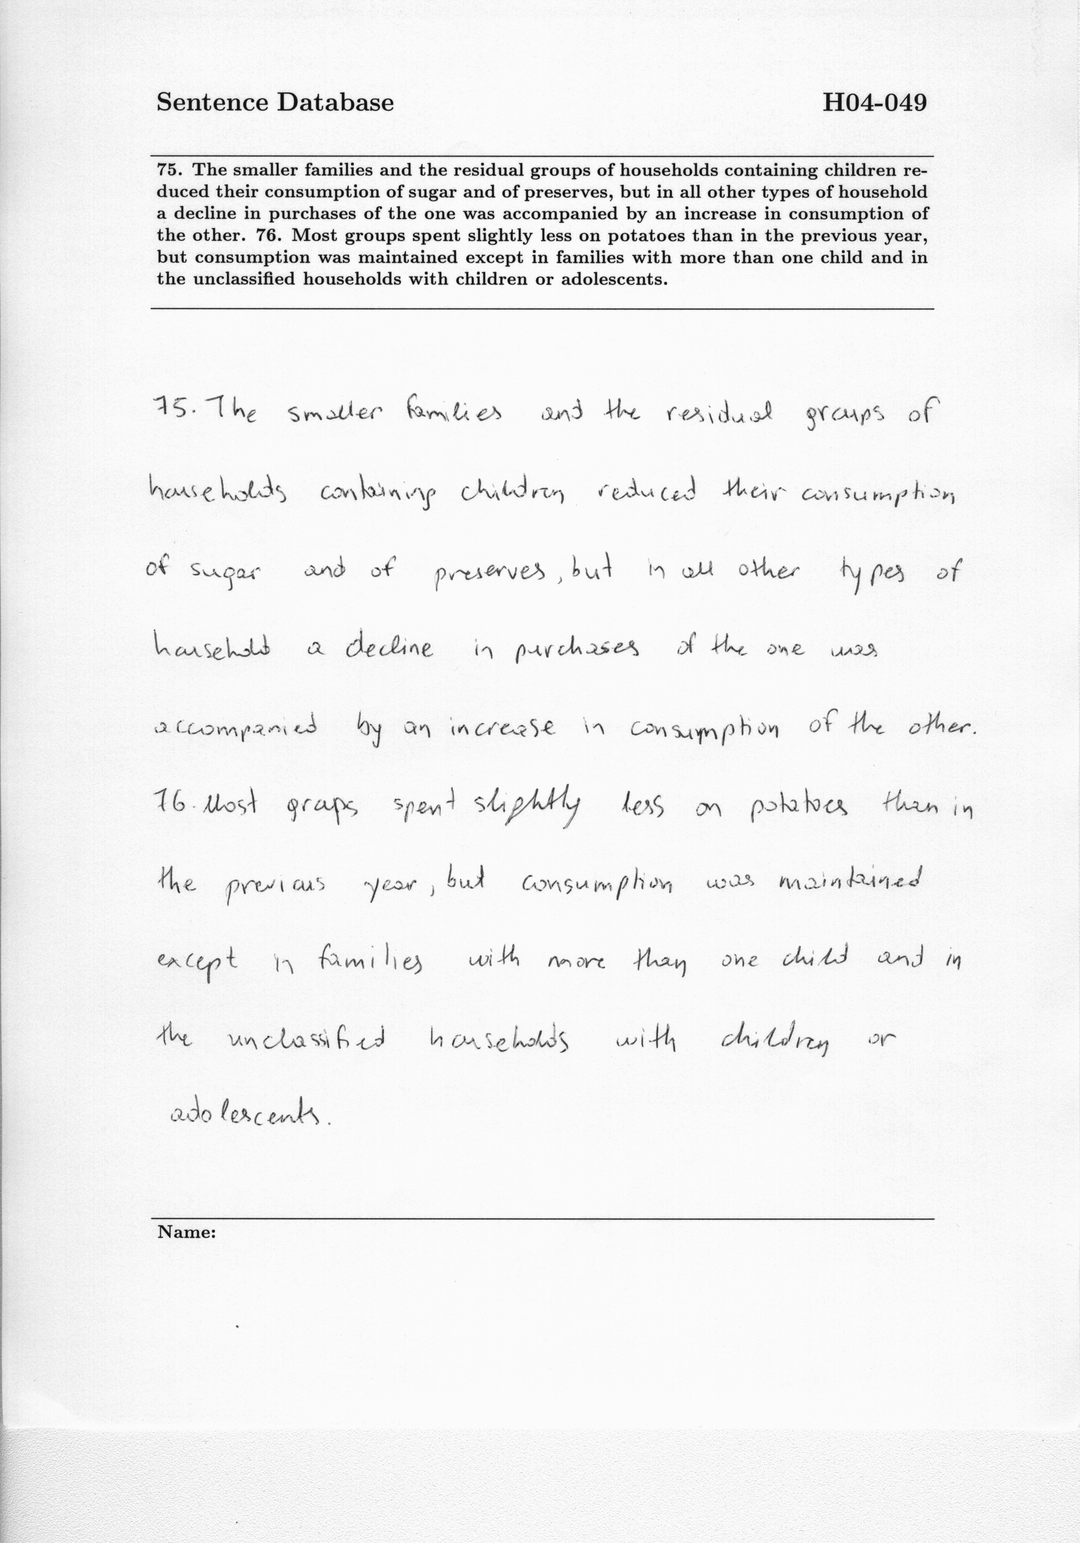 Sentence Database H04-049
75. The smaller families and the residual groups of households containing children re-
duced their consumption of sugar and of preserves, but in all other types of household
a decline in purchases of the one was accompanied by an increase in consumption of
the other. 76. Most groups spent slightly less on potatoes than in the previous year,
but consumption was maintained except in families with more than one child and in
the unclassified households with children or adolescents.
75. The smaller families and the residual groups of
households containing children reduced their consumption
of sugar and of preserves, but in all other types of
household a decline in purchases of the one was
accompanied by an increase in consumption of the other.
76. Most groups spent slightly less on potatoes than in
the previous year, but consumption was maintained
except in families with more than one child and in
the unclassified households with children or
adolescents.
Name: